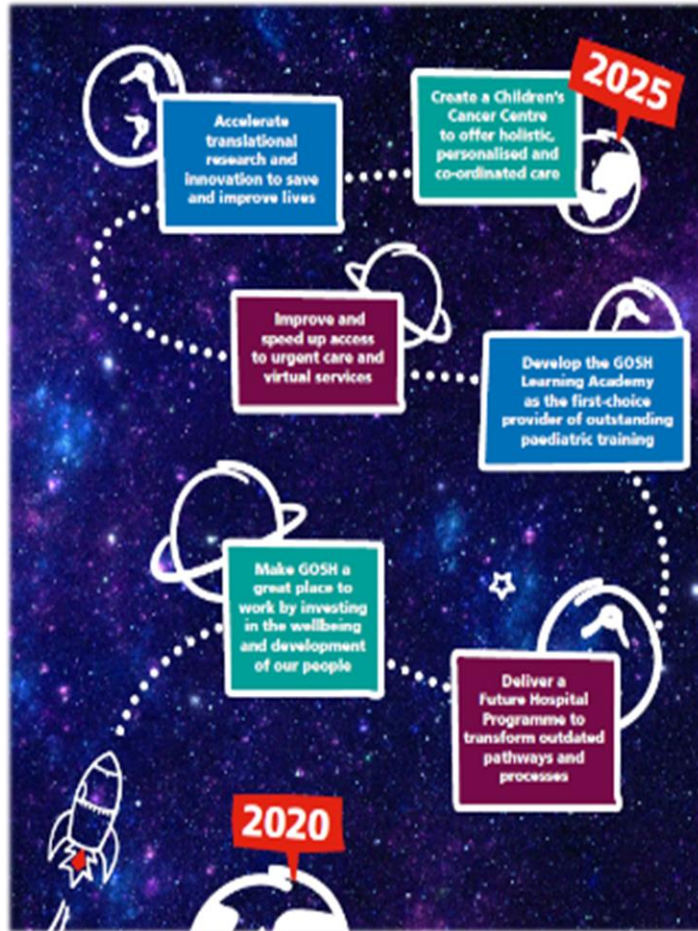 2025
Accelerate
translational
research and
innovation to save
and improve lives
Create a Children's
Cancer Centre
to offer holistic,
personalised and
co-ordinated care
Improve and
speed up access
to urgent care and
virtual services
Develop the GOSH
Learning Academy
as the first-choice
provider of outstanding
paediatric training
Make GOSH a
great place to
work by investing
in the wellbeing
and development
of our people
Deliver a
Future Hospital
Programme to
transform outdated
pathways and
processes
2020